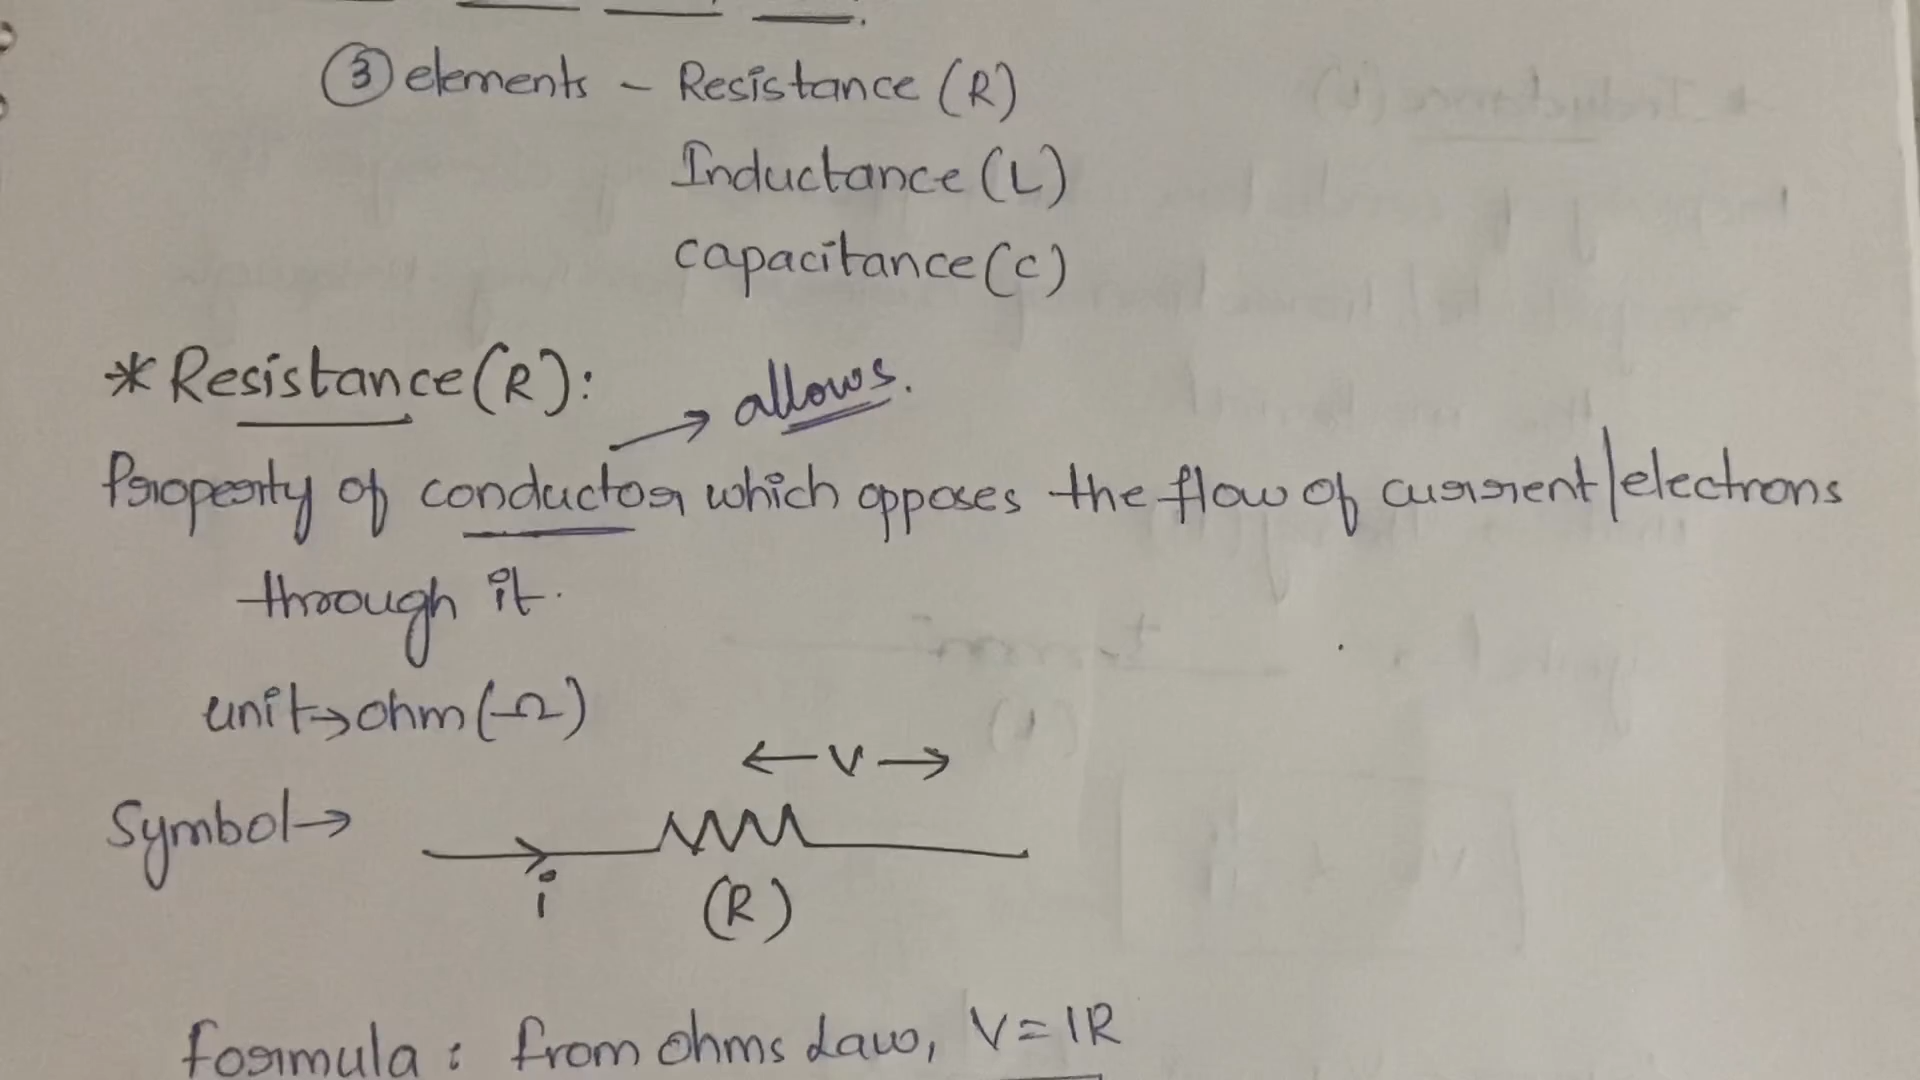 ③ elements - Resistance (R)
Inductance (L)
capacitance (c)
* Resistance (R):
→ allows.
Property of conductor which opposes the flow of current/electrons
through it.
unit → ohm (Ω)
← V →
Symbol →
i
(R)
formula : from ohms Law, V = IR